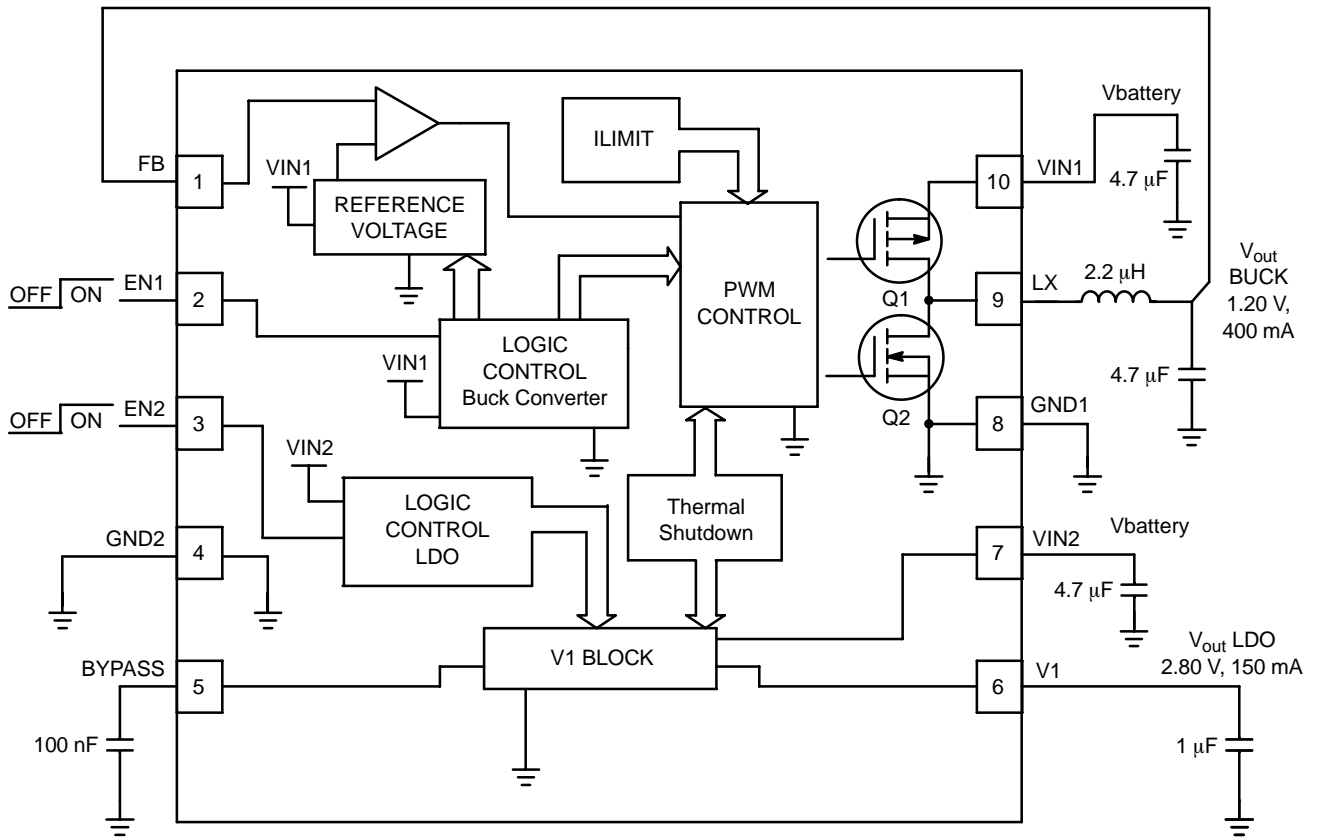 Vbattery
ILIMIT
FB
1
VIN1
10
VIN1
4.7 μF
REFERENCE
VOLTAGE
Vout
BUCK
1.20 V,
400 mA
OFF
ON
EN1
2
PWM
CONTROL
Q1
9
LX
2.2 μH
LOGIC
CONTROL
Buck Converter
VIN1
4.7 μF
OFF
ON
EN2
3
Q2
8
GND1
VIN2
LOGIC
CONTROL
LDO
Thermal
Shutdown
Vbattery
GND2
4
7
VIN2
4.7 μF
V1 BLOCK
Vout LDO
2.80 V, 150 mA
BYPASS
5
6
V1
100 nF
1 μF